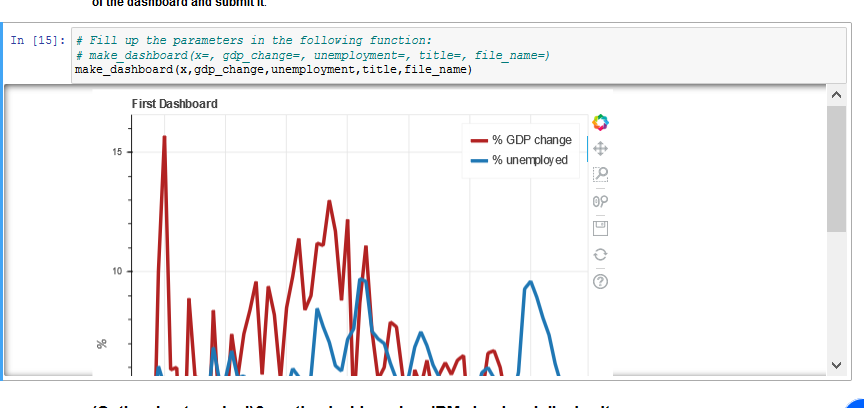 of the dashboard and submit it.
In [15]: # Fill up the parameters in the following function:
# make_dashboard(x=, gdp_change=, unemployment=, title=, file_name=)
make_dashboard(x,gdp_change,unemployment,title,file_name)
First Dashboard
% GDP change
% unemployed
15
10
%